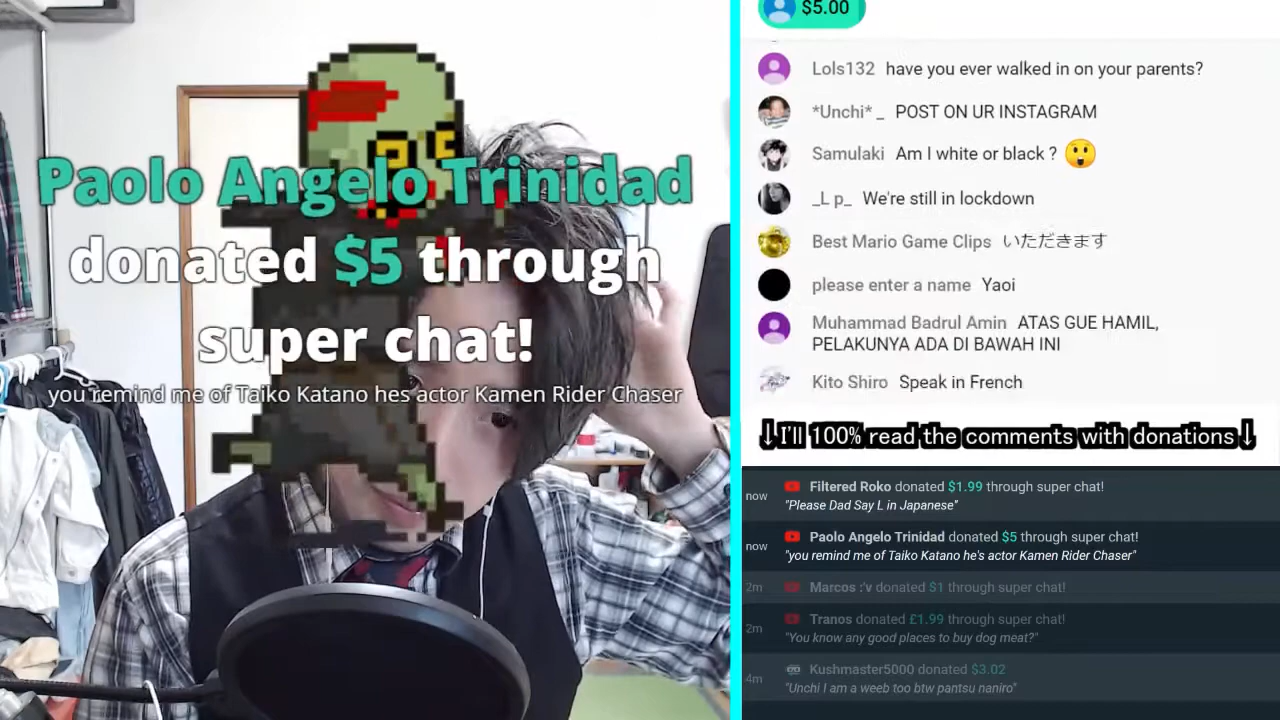 Paolo Angelo Trinidad
donated $5 through
super chat!
you remind me of Taiko Katano hes actor Kamen Rider Chaser
$5.00
Lols132 have you ever walked in on your parents?
*Unchi* _ POST ON UR INSTAGRAM
Samulaki Am I white or black ? 😲
_L p_ We're still in lockdown
Best Mario Game Clips いただきます
please enter a name Yaoi
Muhammad Badrul Amin ATAS GUE HAMIL,
PELAKUNYA ADA DI BAWAH INI
Kito Shiro Speak in French
↓I'll 100% read the comments with donations↓
now Filtered Roko donated $1.99 through super chat!
"Please Dad Say L in Japanese"
now Paolo Angelo Trinidad donated $5 through super chat!
"you remind me of Taiko Katano he's actor Kamen Rider Chaser"
2m Marcos :'v donated $1 through super chat!
2m Tranos donated £1.99 through super chat!
"You know any good places to buy dog meat?"
4m Kushmaster5000 donated $3.02
"Unchi I am a weeb too btw pantsu naniro"